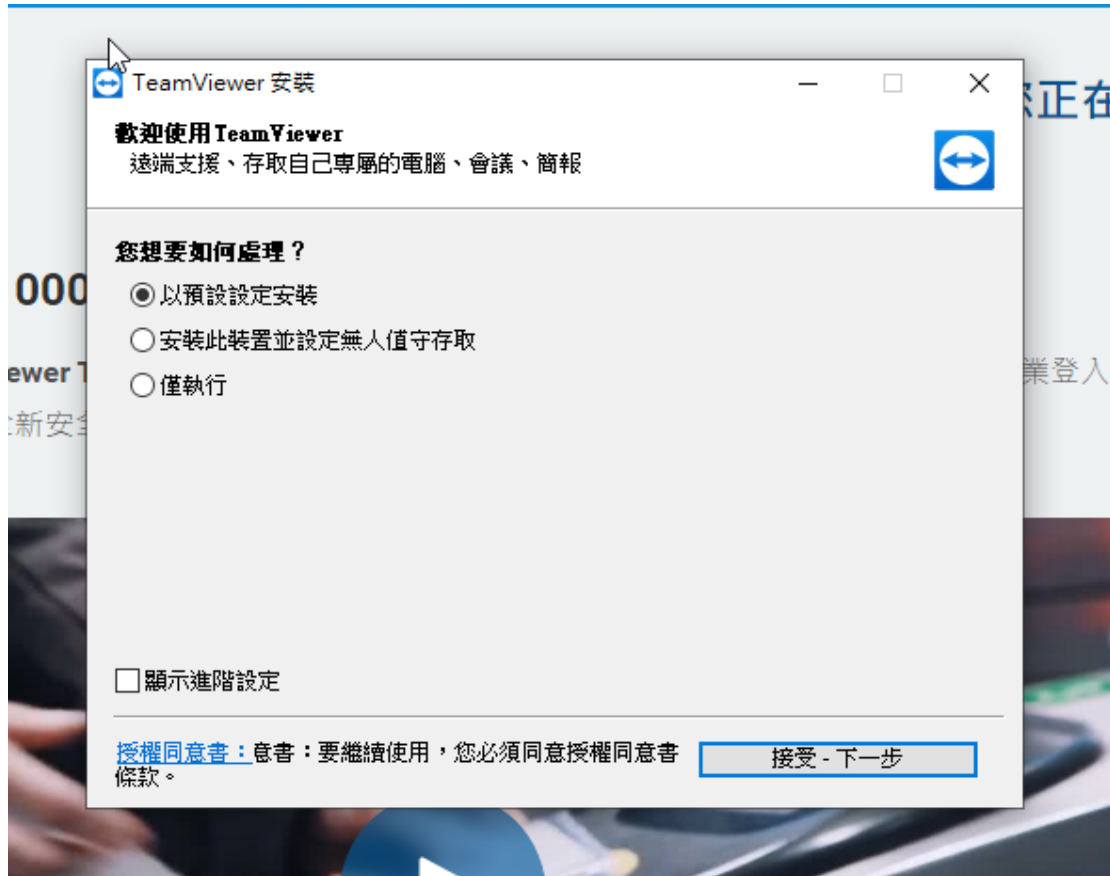 TeamViewer 安裝
正在
歡迎使用TeamViewer
遠端支援、存取自己專屬的電腦、會議、簡報
您想要如何處理？
000
以預設設定安裝
安裝此裝置並設定無人值守存取
ewer T
業登入
僅執行
新安全
顯示進階設定
授權同意書：意書：要繼續使用，您必須同意授權同意書
條款。
接受 - 下一步